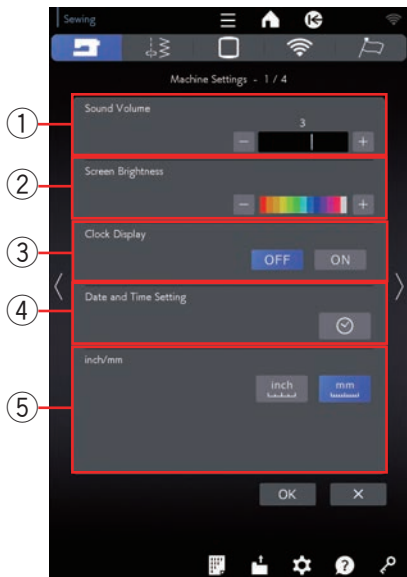 Sewing
Machine Settings - 1 / 4
① Sound Volume
3
− +
② Screen Brightness
− +
③ Clock Display
OFF ON
④ Date and Time Setting
⑤ inch/mm
inch mm
OK ×
?